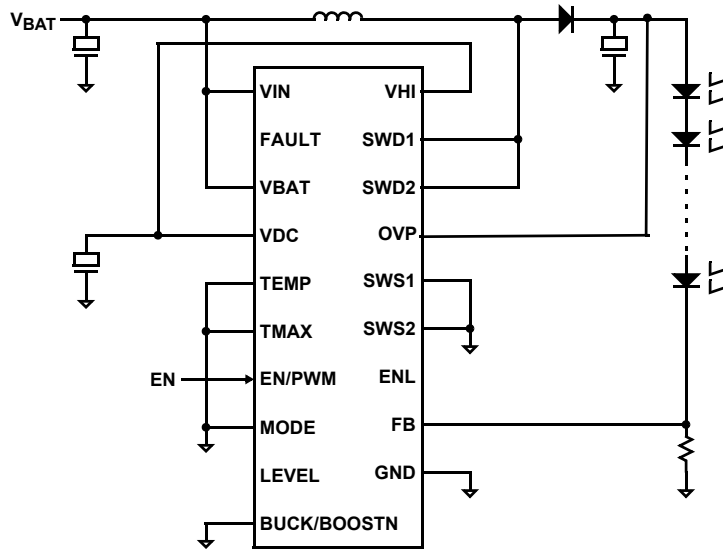 VBAT
VIN VHI
FAULT SWD1
VBAT SWD2
VDC OVP
TEMP SWS1
TMAX SWS2
EN EN/PWM ENL
MODE FB
LEVEL GND
BUCK/BOOSTN